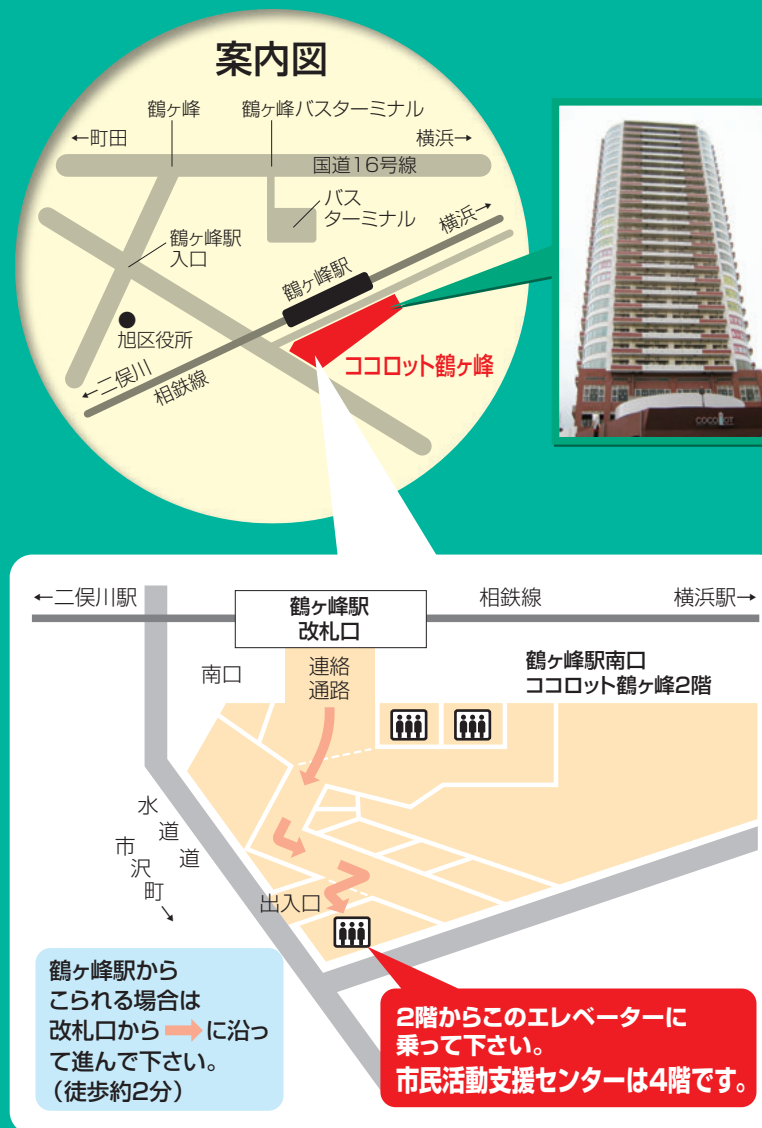 案内図
鶴ヶ峰
鶴ヶ峰バスターミナル
←町田
横浜→
国道16号線
バス
ターミナル
横浜→
鶴ヶ峰駅
入口
鶴ヶ峰駅
旭区役所
ココロット鶴ヶ峰
←二俣川
相鉄線
cocolot
←二俣川駅
鶴ヶ峰駅
改札口
相鉄線
横浜駅→
南口
連絡
通路
鶴ヶ峰駅南口
ココロット鶴ヶ峰2階
水道道
市沢町
↓
出入口
鶴ヶ峰駅から
こられる場合は
改札口から➡に沿っ
て進んで下さい。
（徒歩約2分）
2階からこのエレベーターに
乗って下さい。
市民活動支援センターは4階です。